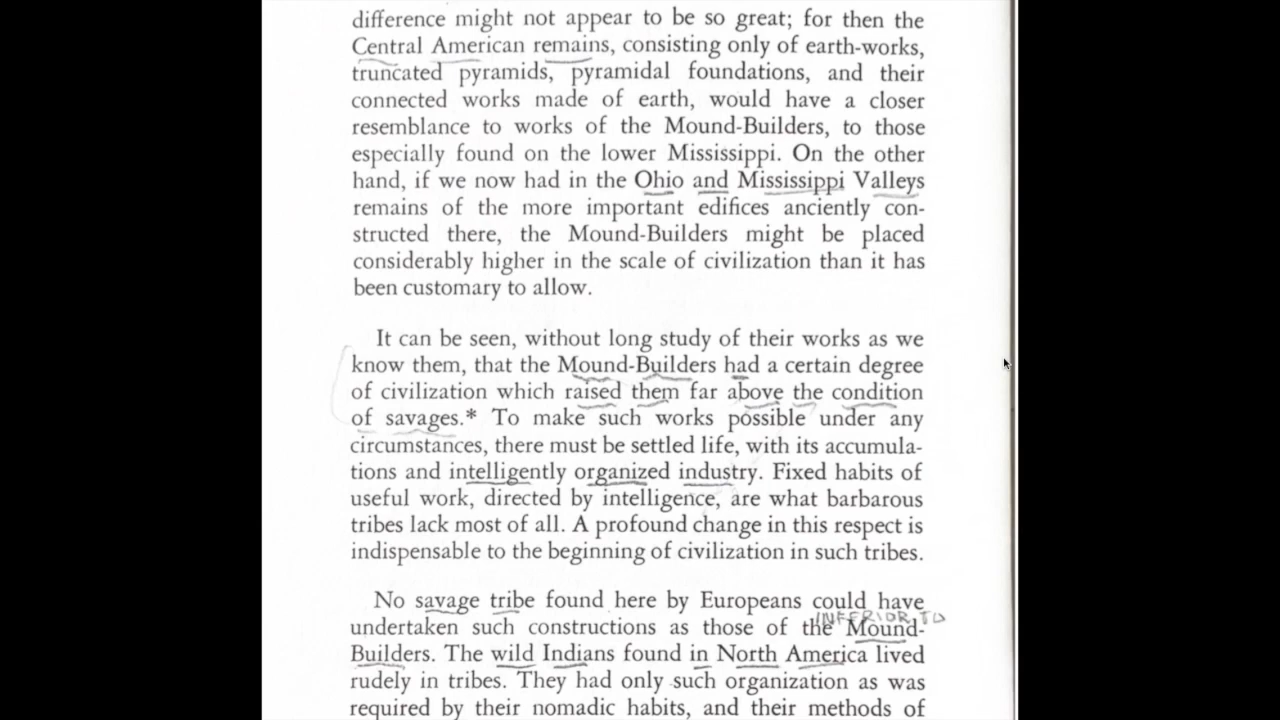 difference might not appear to be so great; for then the
Central American remains, consisting only of earth-works,
truncated pyramids, pyramidal foundations, and their
connected works made of earth, would have a closer
resemblance to works of the Mound-Builders, to those
especially found on the lower Mississippi. On the other
hand, if we now had in the Ohio and Mississippi Valleys
remains of the more important edifices anciently con-
structed there, the Mound-Builders might be placed
considerably higher in the scale of civilization than it has
been customary to allow.
It can be seen, without long study of their works as we
know them, that the Mound-Builders had a certain degree
of civilization which raised them far above the condition
of savages.* To make such works possible under any
circumstances, there must be settled life, with its accumula-
tions and intelligently organized industry. Fixed habits of
useful work, directed by intelligence, are what barbarous
tribes lack most of all. A profound change in this respect is
indispensable to the beginning of civilization in such tribes.
No savage tribe found here by Europeans could have
INFERIOR TO
undertaken such constructions as those of the Mound-
Builders. The wild Indians found in North America lived
rudely in tribes. They had only such organization as was
required by their nomadic habits, and their methods of